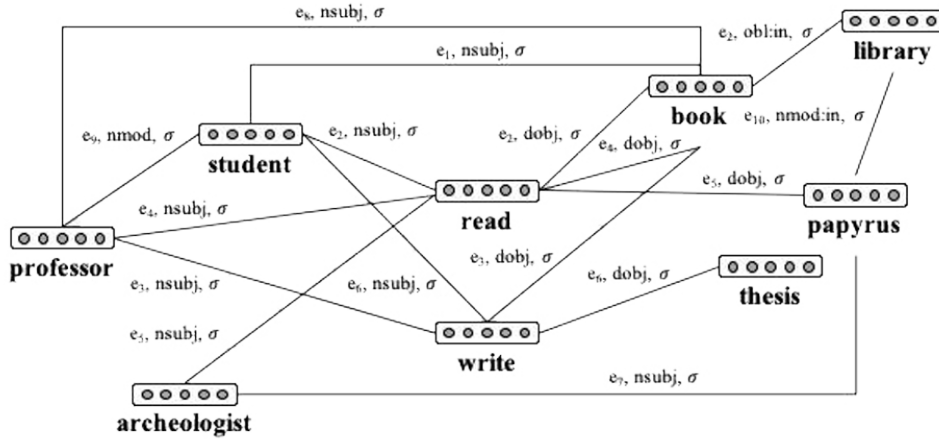 e₈, nsubj, σ
e₂, obl:in, σ
library
e₁, nsubj, σ
book
e₁₀, nmod:in, σ
e₉, nmod, σ
student
e₂, nsubj, σ
e₂, dobj, σ
e₄, dobj, σ
e₅, dobj, σ
e₄, nsubj, σ
read
papyrus
professor
e₃, nsubj, σ
e₆, nsubj, σ
e₃, dobj, σ
e₆, dobj, σ
thesis
e₅, nsubj, σ
write
e₇, nsubj, σ
archeologist